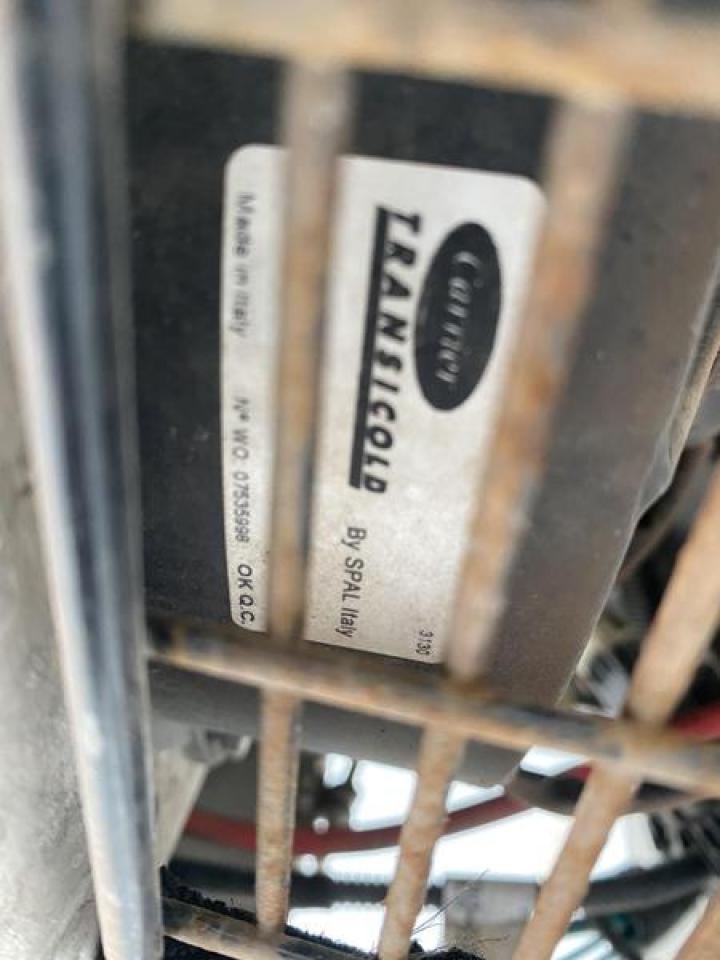 Carrier
TRANSICOLD By SPAL Italy
3130
Made in Italy N° WO. 07535998 OK Q.C.